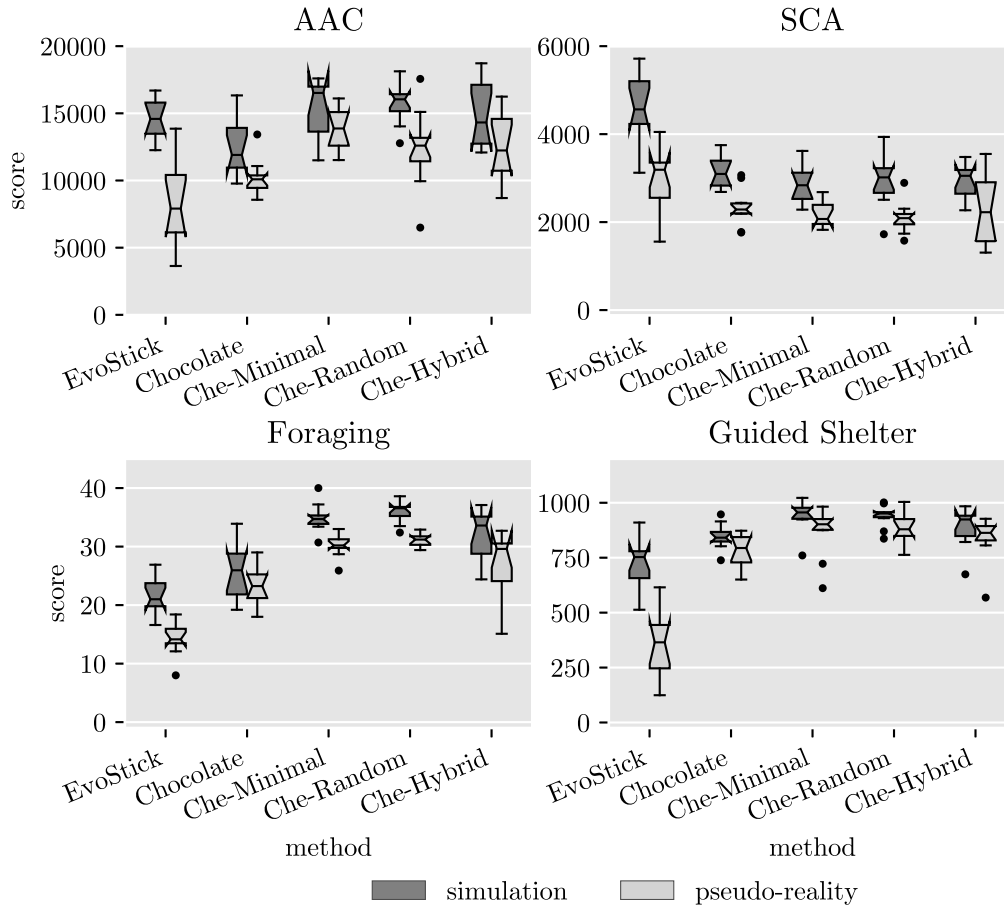 AAC
20000
15000
10000
5000
0
score
EvoStick
Chocolate
Che-Minimal
Che-Random
Che-Hybrid
SCA
6000
4000
2000
0
EvoStick
Chocolate
Che-Minimal
Che-Random
Che-Hybrid
Foraging
40
30
20
10
0
score
EvoStick
Chocolate
Che-Minimal
Che-Random
Che-Hybrid
method
Guided Shelter
1000
750
500
250
0
EvoStick
Chocolate
Che-Minimal
Che-Random
Che-Hybrid
method
simulation
pseudo-reality